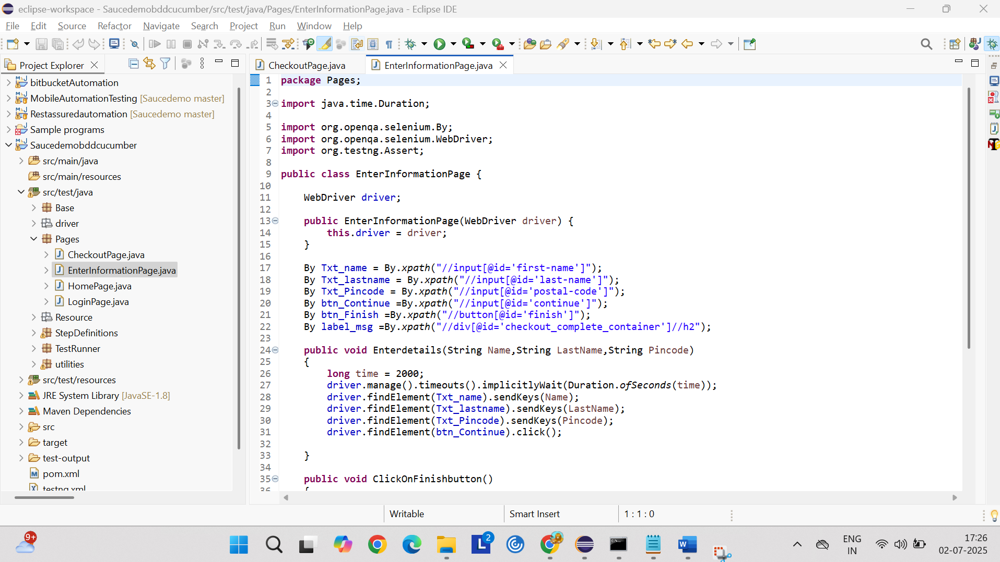 eclipse-workspace - Saucedemobddcucumber/src/test/java/Pages/EnterInformationPage.java - Eclipse IDE
File Edit Source Refactor Navigate Search Project Run Window Help
Project Explorer
bitbucketAutomation
MobileAutomationTesting [Saucedemo master]
Restassuredautomation [Saucedemo master]
Sample programs
Saucedemobddcucumber
src/main/java
src/main/resources
src/test/java
Base
driver
Pages
CheckoutPage.java
EnterInformationPage.java
HomePage.java
LoginPage.java
Resource
StepDefinitions
TestRunner
utilities
src/test/resources
JRE System Library [JavaSE-1.8]
Maven Dependencies
src
target
test-output
pom.xml
testng.xml
CheckoutPage.java EnterInformationPage.java
1 package Pages;
2
3 import java.time.Duration;
4
5 import org.openqa.selenium.By;
6 import org.openqa.selenium.WebDriver;
7 import org.testng.Assert;
8
9 public class EnterInformationPage {
10
11 WebDriver driver;
12
13 public EnterInformationPage(WebDriver driver) {
14 this.driver = driver;
15 }
16
17 By Txt_name = By.xpath("//input[@id='first-name']");
18 By Txt_lastname = By.xpath("//input[@id='last-name']");
19 By Txt_Pincode = By.xpath("//input[@id='postal-code']");
20 By btn_Continue =By.xpath("//input[@id='continue']");
21 By btn_Finish =By.xpath("//button[@id='finish']");
22 By label_msg =By.xpath("//div[@id='checkout_complete_container']//h2");
23
24 public void Enterdetails(String Name,String LastName,String Pincode)
25 {
26 long time = 2000;
27 driver.manage().timeouts().implicitlyWait(Duration.ofSeconds(time));
28 driver.findElement(Txt_name).sendKeys(Name);
29 driver.findElement(Txt_lastname).sendKeys(LastName);
30 driver.findElement(Txt_Pincode).sendKeys(Pincode);
31 driver.findElement(btn_Continue).click();
32
33 }
34
35 public void ClickOnFinishbutton()
36 {
Writable Smart Insert 1 : 1 : 0
9+
2
ENG
IN
17:26
02-07-2025